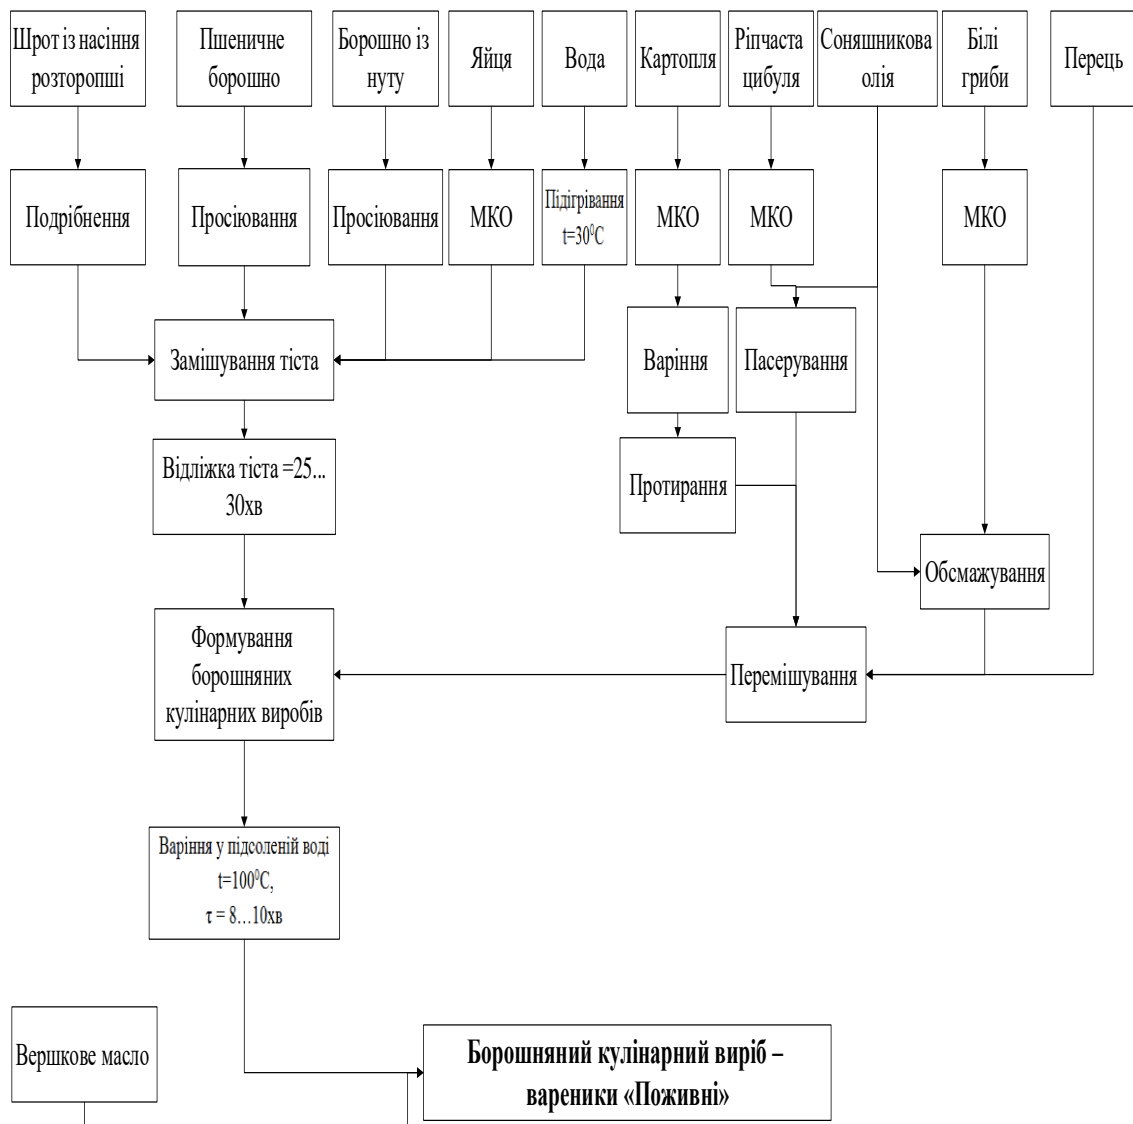 Шрот із насіння
розторопші
Пшеничне
борошно
Борошно із
нуту
Яйця
Вода
Картопля
Ріпчаста
цибуля
Соняшникова
олія
Білі
гриби
Перець
Подрібнення
Просіювання
Просіювання
МКО
Підігрівання
t=30⁰С
МКО
МКО
МКО
Замішування тіста
Варіння
Пасерування
Відліжка тіста =25...
30хв
Протирання
Обсмажування
Формування
борошняних
кулінарних виробів
Перемішування
Варіння у підсоленій воді
t=100⁰С,
τ = 8…10хв
Вершкове масло
Борошняний кулінарний виріб –
вареники «Поживні»